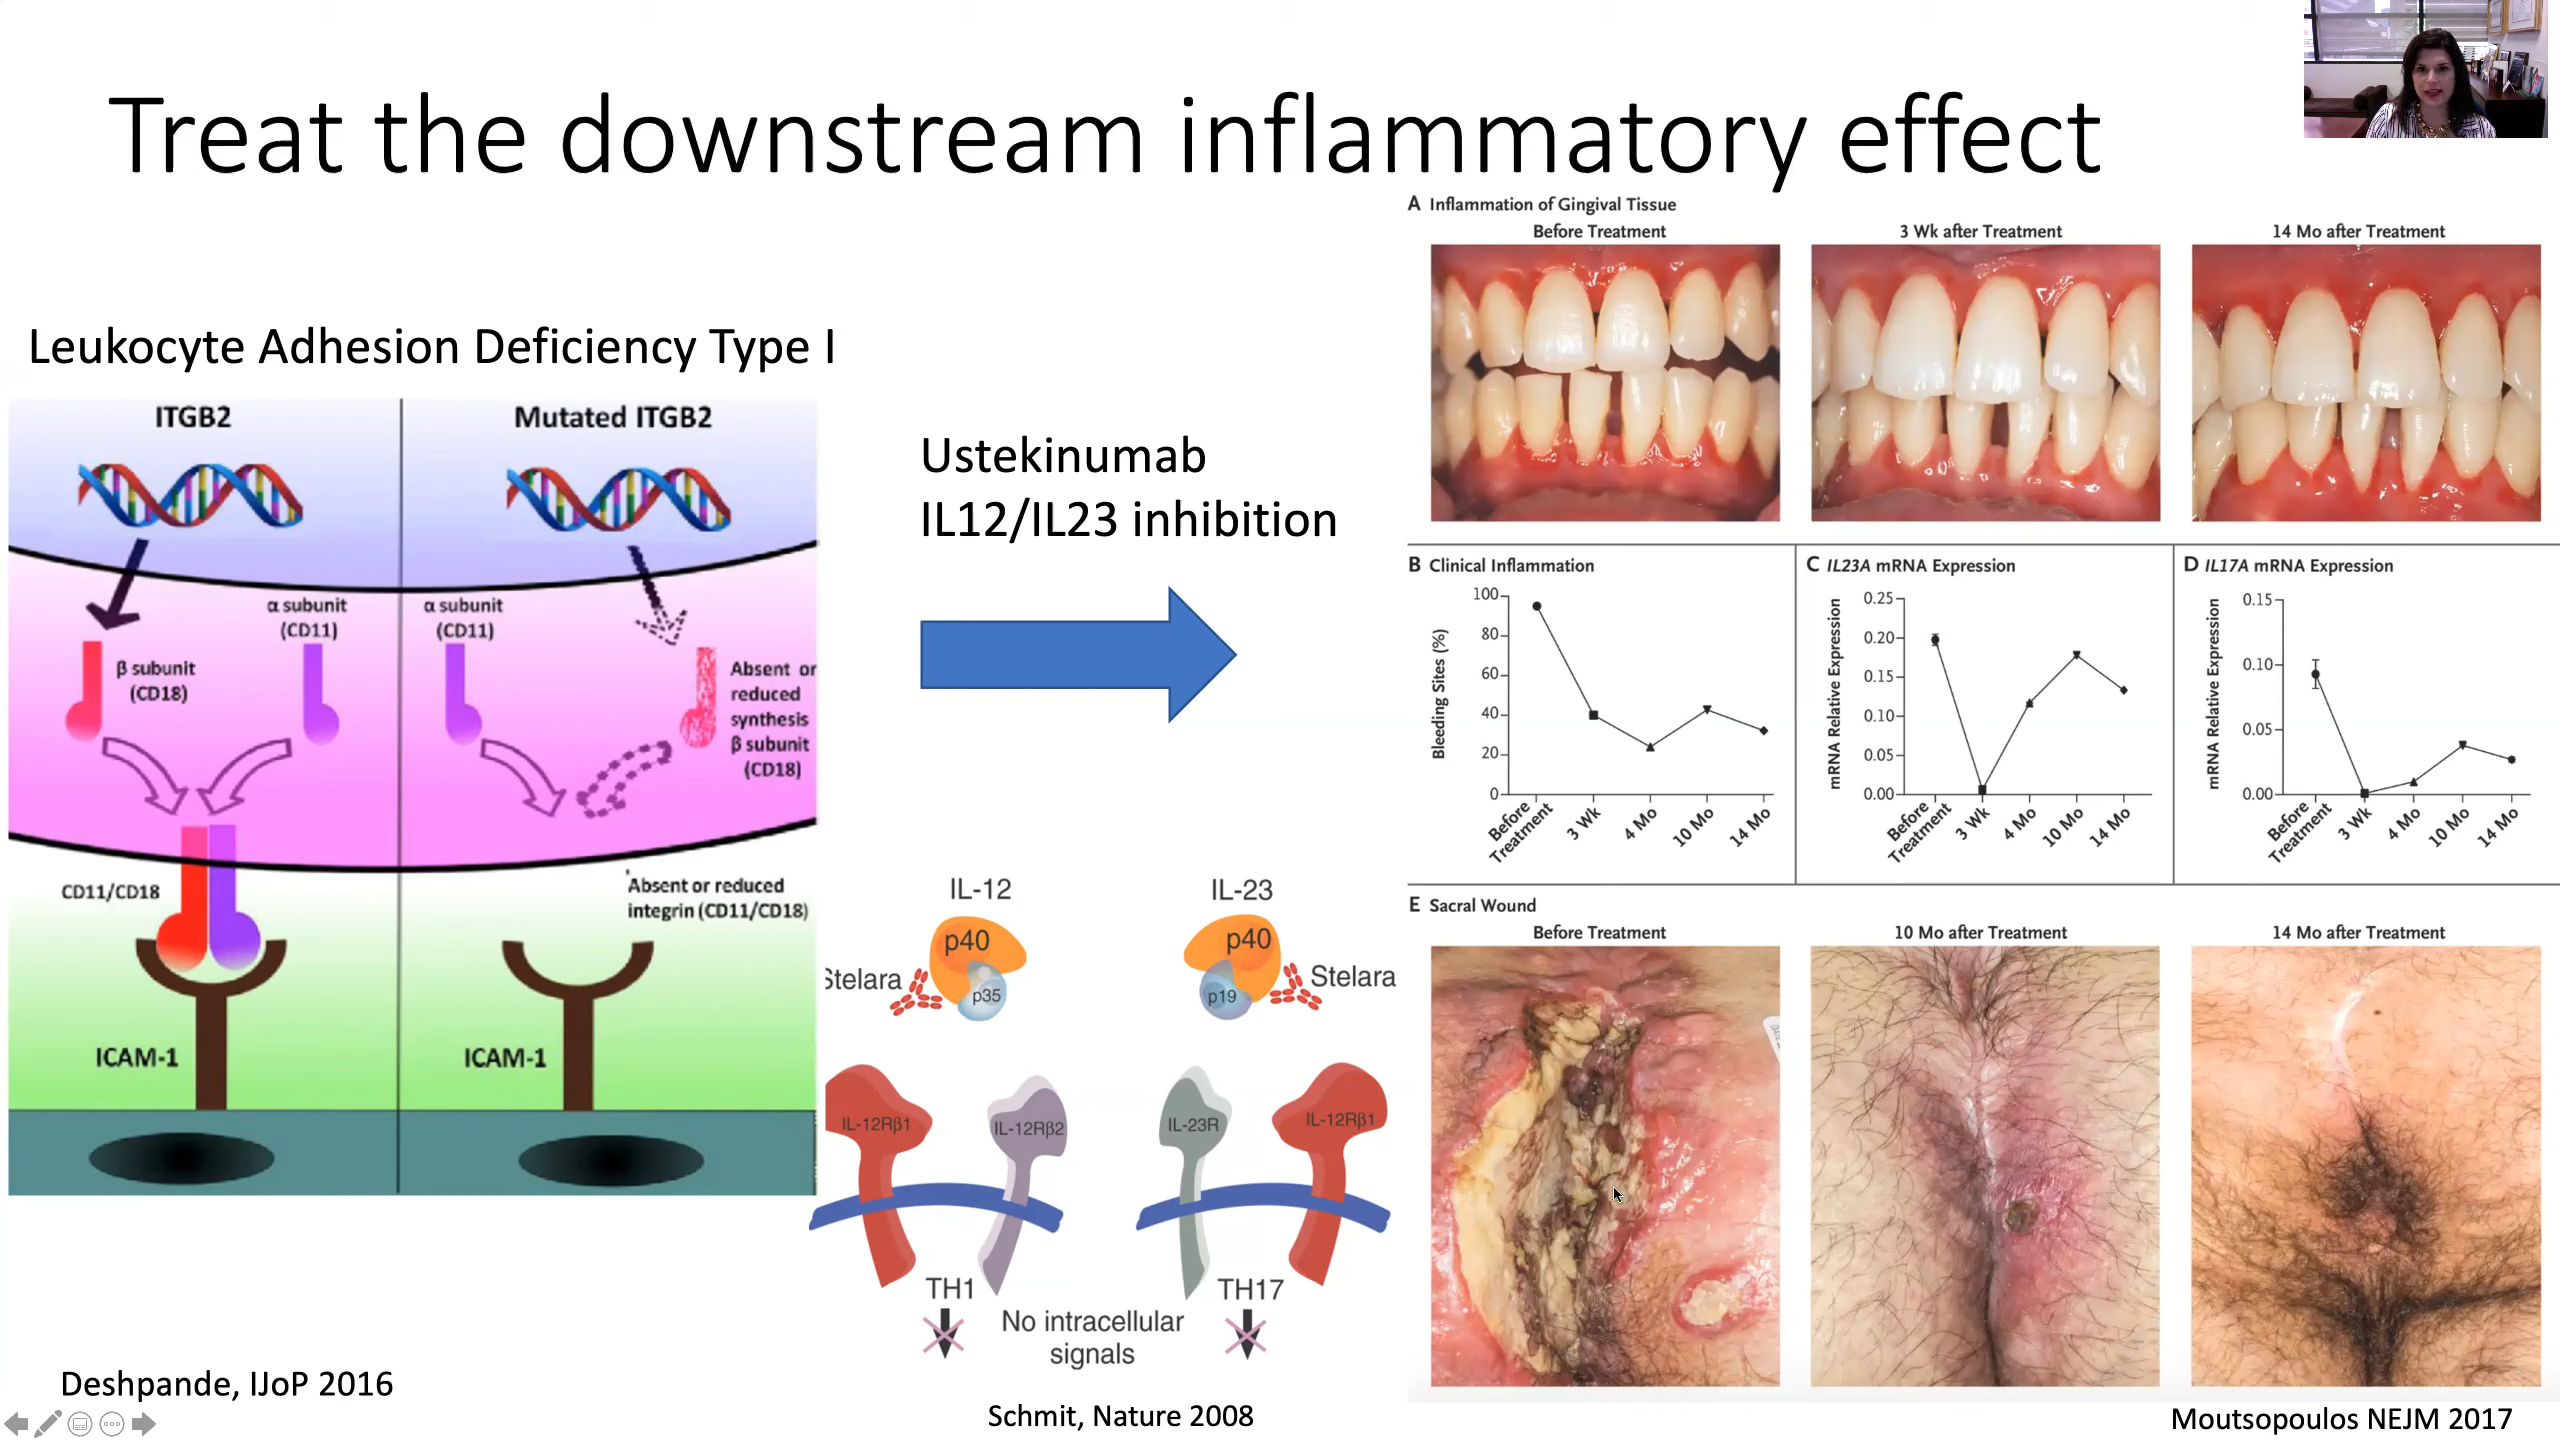 Treat the downstream inflammatory effect
Leukocyte Adhesion Deficiency Type I
ITGB2
Mutated ITGB2
α subunit
(CD11)
α subunit
(CD11)
β subunit
(CD18)
Absent or
reduced
synthesis
β subunit
(CD18)
CD11/CD18
Absent or reduced
integrin (CD11/CD18)
ICAM-1
ICAM-1
Deshpande, IJoP 2016
Ustekinumab
IL12/IL23 inhibition
IL-12
IL-23
p40
p40
Stelara
p35
p19
Stelara
IL-12Rβ1
IL-12Rβ2
IL-23R
IL-12Rβ1
TH1
TH17
No intracellular
signals
Schmit, Nature 2008
A Inflammation of Gingival Tissue
Before Treatment
3 Wk after Treatment
14 Mo after Treatment
B Clinical Inflammation
Bleeding Sites (%)
100
80
60
40
20
0
Before
Treatment
3 Wk
4 Mo
10 Mo
14 Mo
C IL23A mRNA Expression
mRNA Relative Expression
0.25
0.20
0.15
0.10
0.05
0.00
Before
Treatment
3 Wk
4 Mo
10 Mo
14 Mo
D IL17A mRNA Expression
mRNA Relative Expression
0.15
0.10
0.05
0.00
Before
Treatment
3 Wk
4 Mo
10 Mo
14 Mo
E Sacral Wound
Before Treatment
10 Mo after Treatment
14 Mo after Treatment
Moutsopoulos NEJM 2017